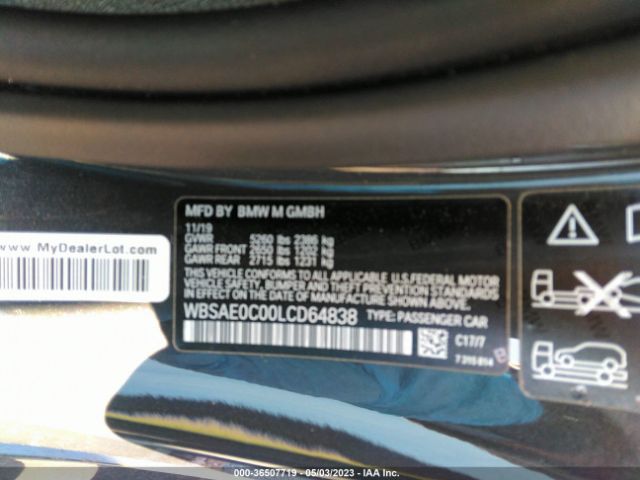 MFD BY BMW M GMBH
11/19
GVWR 5260 lbs 2386 kg
GAWR FRONT lbs kg
GAWR REAR 2715 lbs 1231 kg
THIS VEHICLE CONFORMS TO ALL APPLICABLE U.S. FEDERAL MOTOR
VEHICLE SAFETY, BUMPER, AND THEFT PREVENTION STANDARDS
IN EFFECT ON THE DATE OF MANUFACTURE SHOWN ABOVE.
WBSAE0C00LCD64838 TYPE: PASSENGER CAR
C17/7
7 315 814
www.MyDealerLot.com
000-36507719 - 05/03/2023 - IAA Inc.